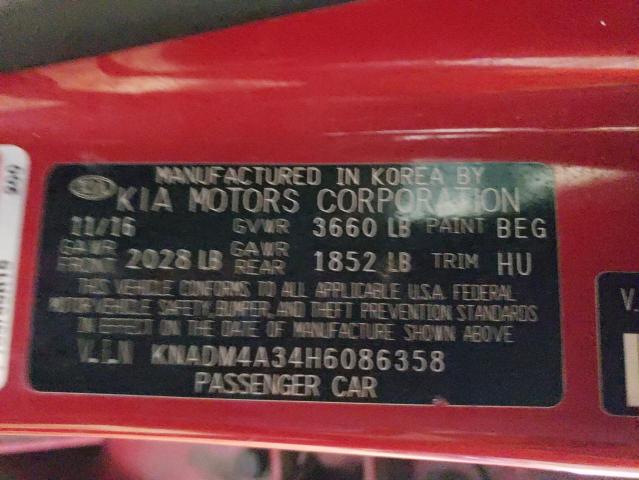 MANUFACTURED IN KOREA BY
KIA KIA MOTORS CORPORATION
11/16 GVWR 3660 LB PAINT BEG
GAWR FRONT 2028 LB GAWR REAR 1852 LB TRIM HU
THIS VEHICLE CONFORMS TO ALL APPLICABLE U.S.A. FEDERAL
MOTOR VEHICLE SAFETY, BUMPER, AND THEFT PREVENTION STANDARDS
IN EFFECT ON THE DATE OF MANUFACTURE SHOWN ABOVE
V.I.N KNADM4A34H6086358
PASSENGER CAR
V.